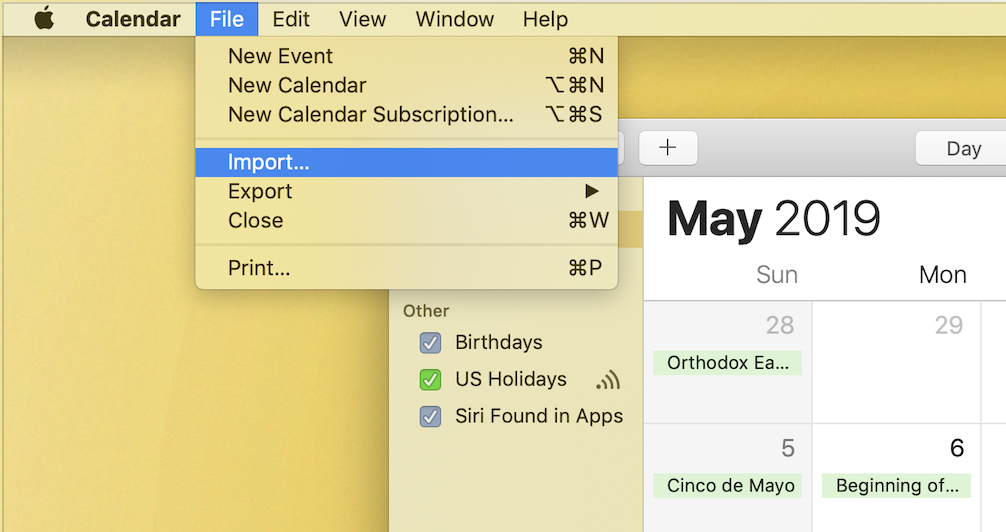 Calendar File Edit View Window Help
New Event ⌘N
New Calendar ⌥⌘N
New Calendar Subscription... ⌥⌘S
Import...
Export ▶
Close ⌘W
Print... ⌘P
+ Day
May 2019
Sun Mon
28 29
Orthodox Ea...
5 6
Cinco de Mayo Beginning of...
Other
Birthdays
US Holidays
Siri Found in Apps